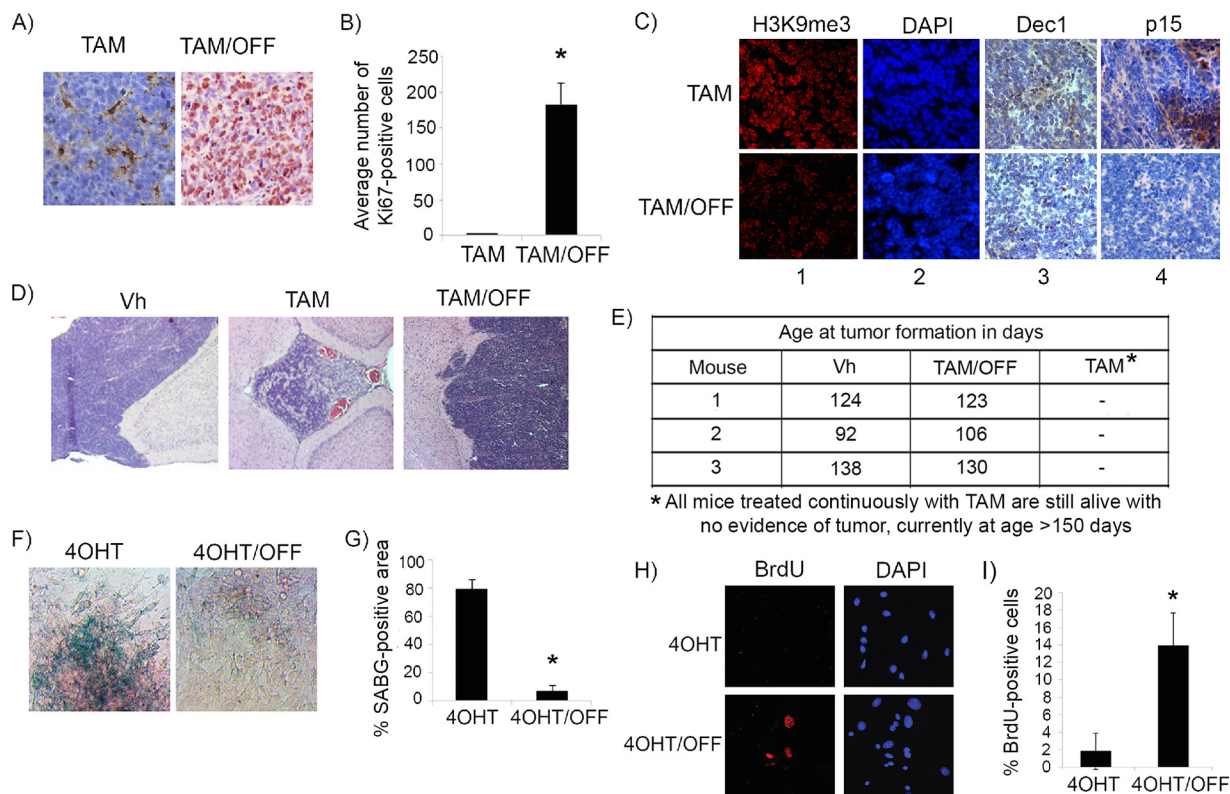 A)
TAM TAM/OFF
B)
Average number of
Ki67-positive cells
250
200
150
100
50
0
*
TAM TAM/OFF
C)
H3K9me3 DAPI Dec1 p15
TAM
TAM/OFF
1 2 3 4
D)
Vh TAM TAM/OFF
E)
Age at tumor formation in days
Mouse Vh TAM/OFF TAM*
1 124 123 -
2 92 106 -
3 138 130 -
* All mice treated continuously with TAM are still alive with
no evidence of tumor, currently at age >150 days
F)
4OHT 4OHT/OFF
G)
% SABG-positive area
100
80
60
40
20
0
*
4OHT 4OHT/OFF
H)
BrdU DAPI
4OHT
4OHT/OFF
I)
% BrdU-positive cells
20
18
16
14
12
10
8
6
4
2
0
*
4OHT 4OHT/OFF